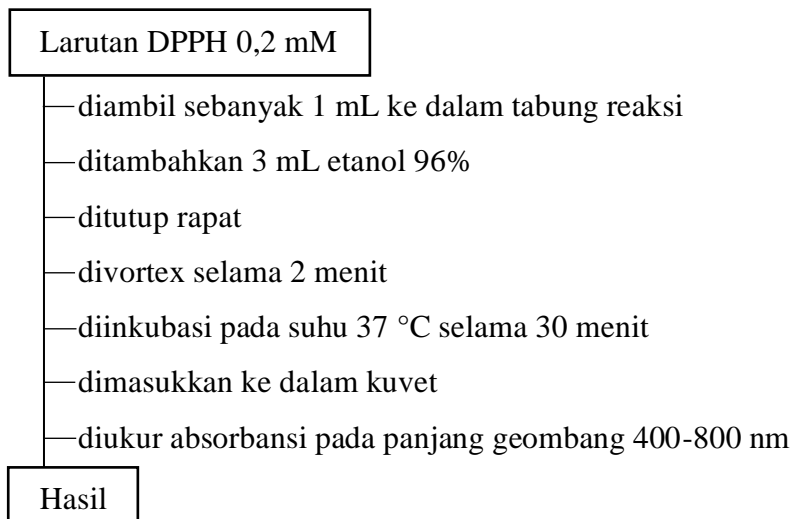 Larutan DPPH 0,2 mM
diambil sebanyak 1 mL ke dalam tabung reaksi
ditambahkan 3 mL etanol 96%
ditutup rapat
divortex selama 2 menit
diinkubasi pada suhu 37 °C selama 30 menit
dimasukkan ke dalam kuvet
diukur absorbansi pada panjang geombang 400-800 nm
Hasil